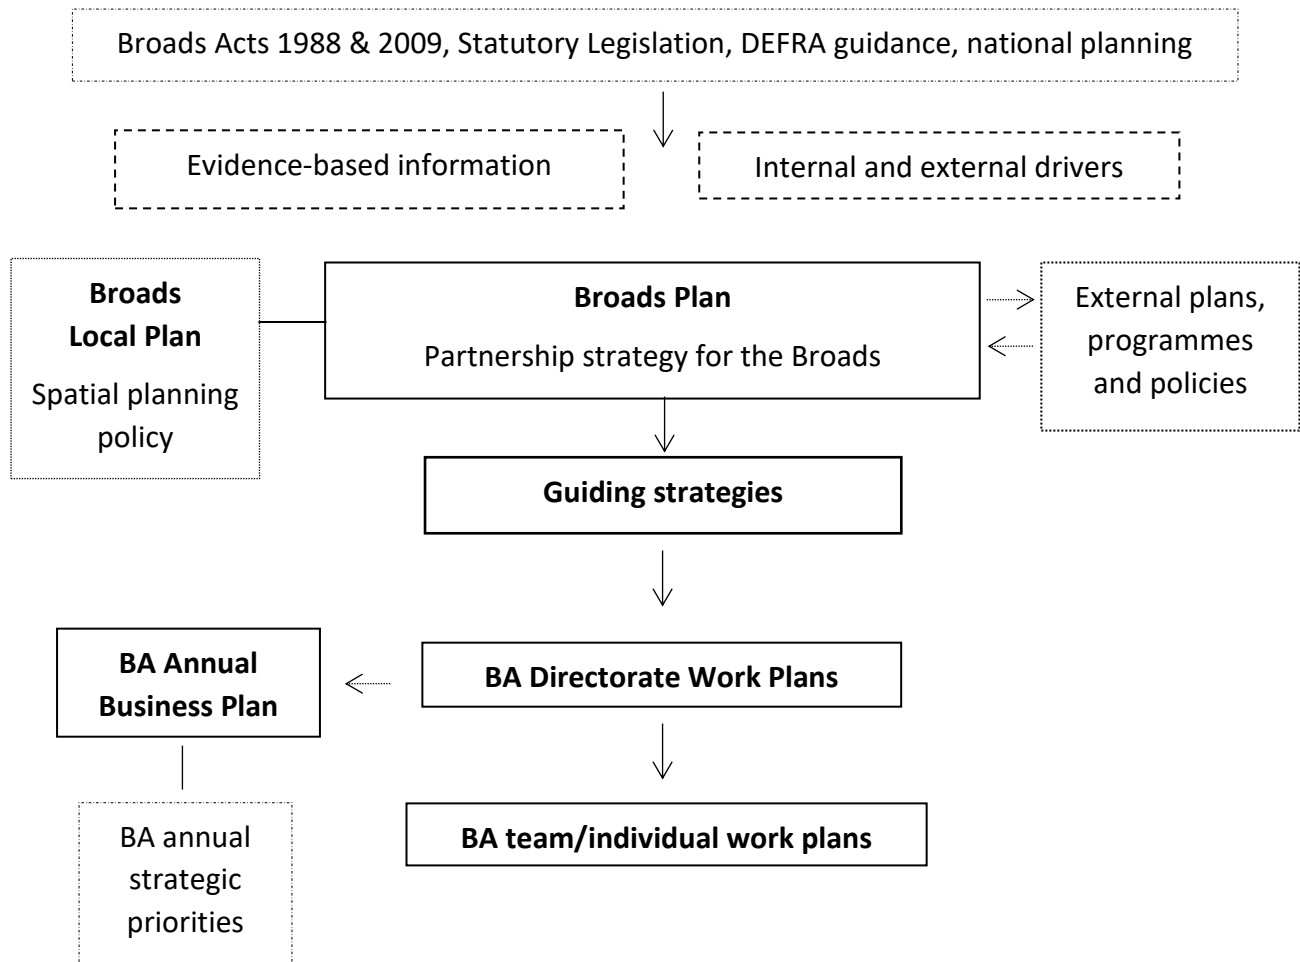 Broads Acts 1988 & 2009, Statutory Legislation, DEFRA guidance, national planning
Evidence-based information
Internal and external drivers
Broads
Local Plan
Spatial planning
policy
Broads Plan
Partnership strategy for the Broads
External plans,
programmes
and policies
Guiding strategies
BA Annual
Business Plan
BA Directorate Work Plans
BA annual
strategic
priorities
BA team/individual work plans